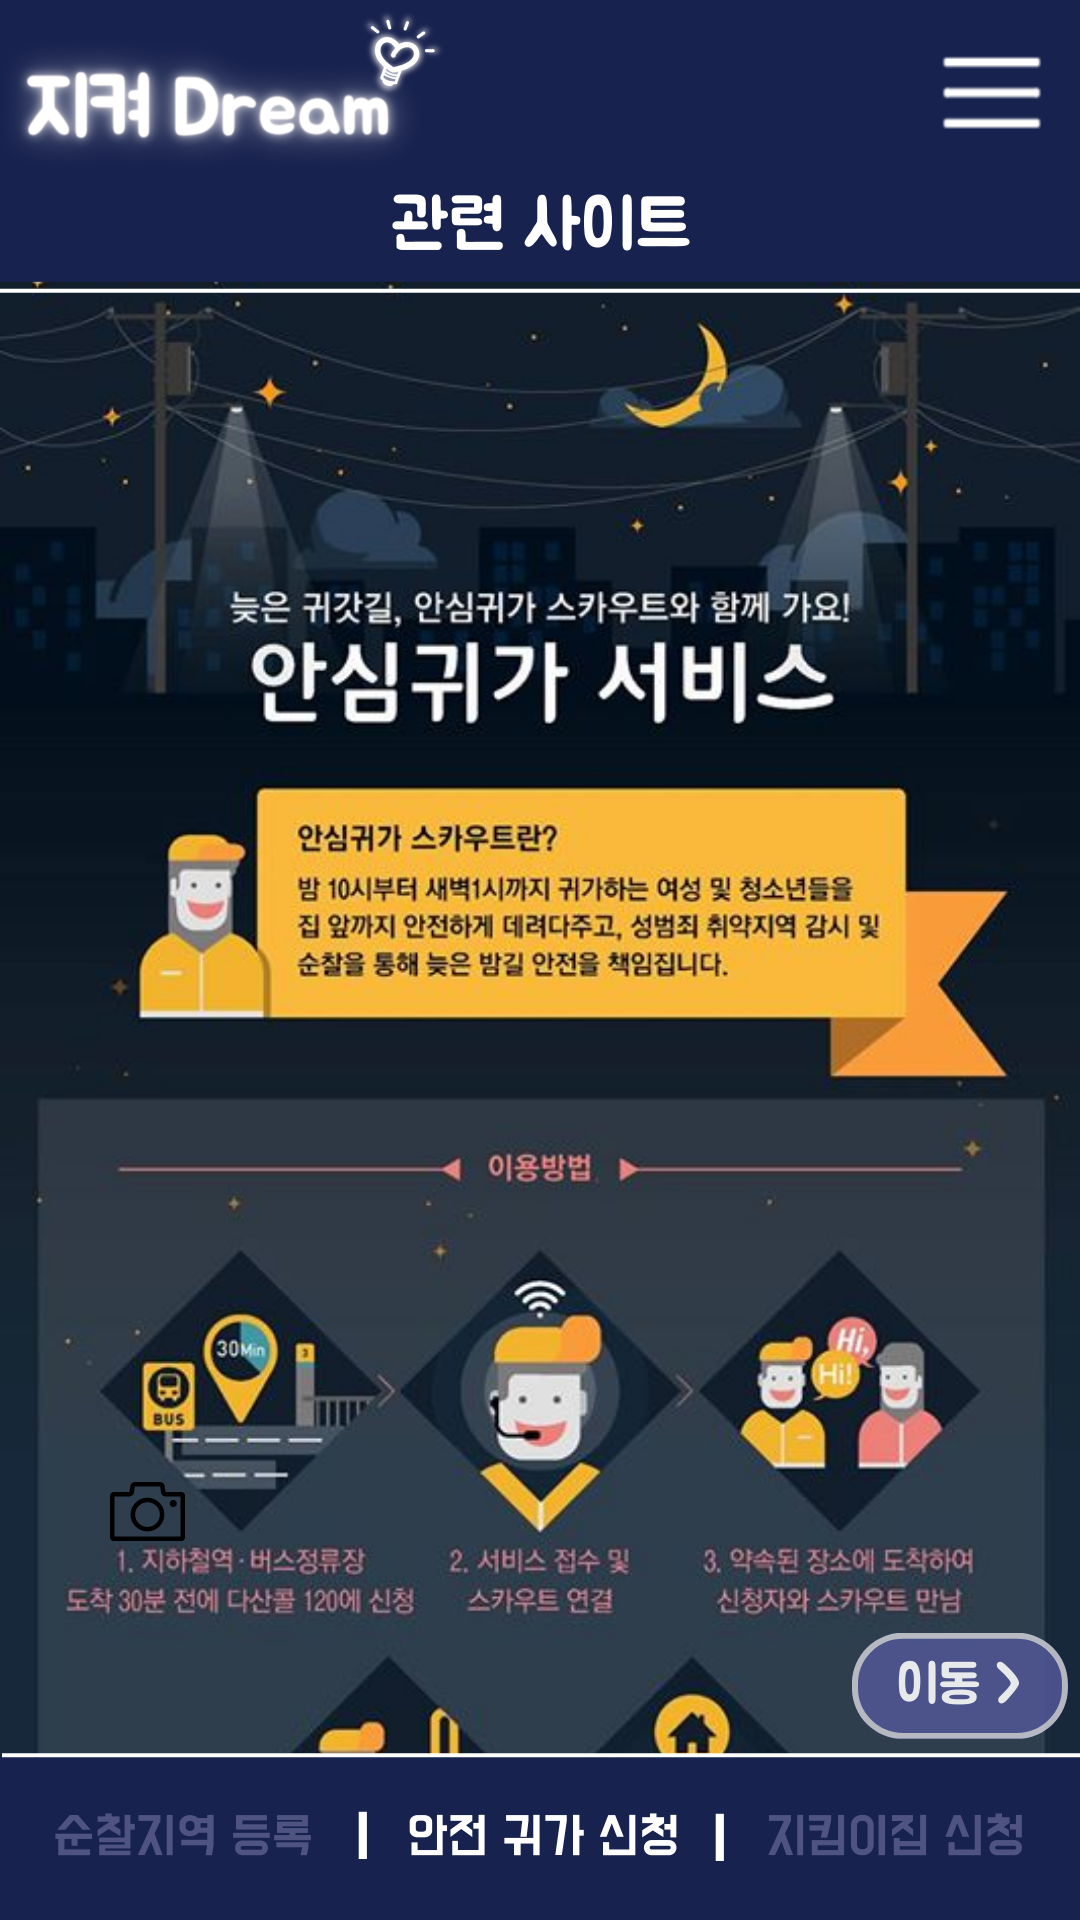 지켜 Dream
관련 사이트
늦은 귀갓길, 안심귀가 스카우트와 함께 가요!
안심귀가 서비스
안심귀가 스카우트란?
밤 10시부터 새벽1시까지 귀가하는 여성 및 청소년들을
집 앞까지 안전하게 데려다주고, 성범죄 취약지역 감시 및
순찰을 통해 늦은 밤길 안전을 책임집니다.
이용방법
30Min
3
BUS
Hi,
Hi!
1. 지하철역·버스정류장
도착 30분 전에 다산콜 120에 신청
2. 서비스 접수 및
스카우트 연결
3. 약속된 장소에 도착하여
신청자와 스카우트 만남
이동 >
순찰지역 등록 | 안전 귀가 신청 | 지킴이집 신청